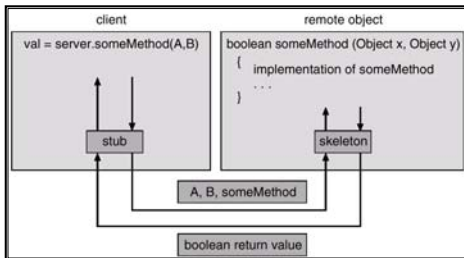 client
remote object
val = server.someMethod(A,B)
boolean someMethod (Object x, Object y)
{
implementation of someMethod
. . .
}
stub
skeleton
A, B, someMethod
boolean return value